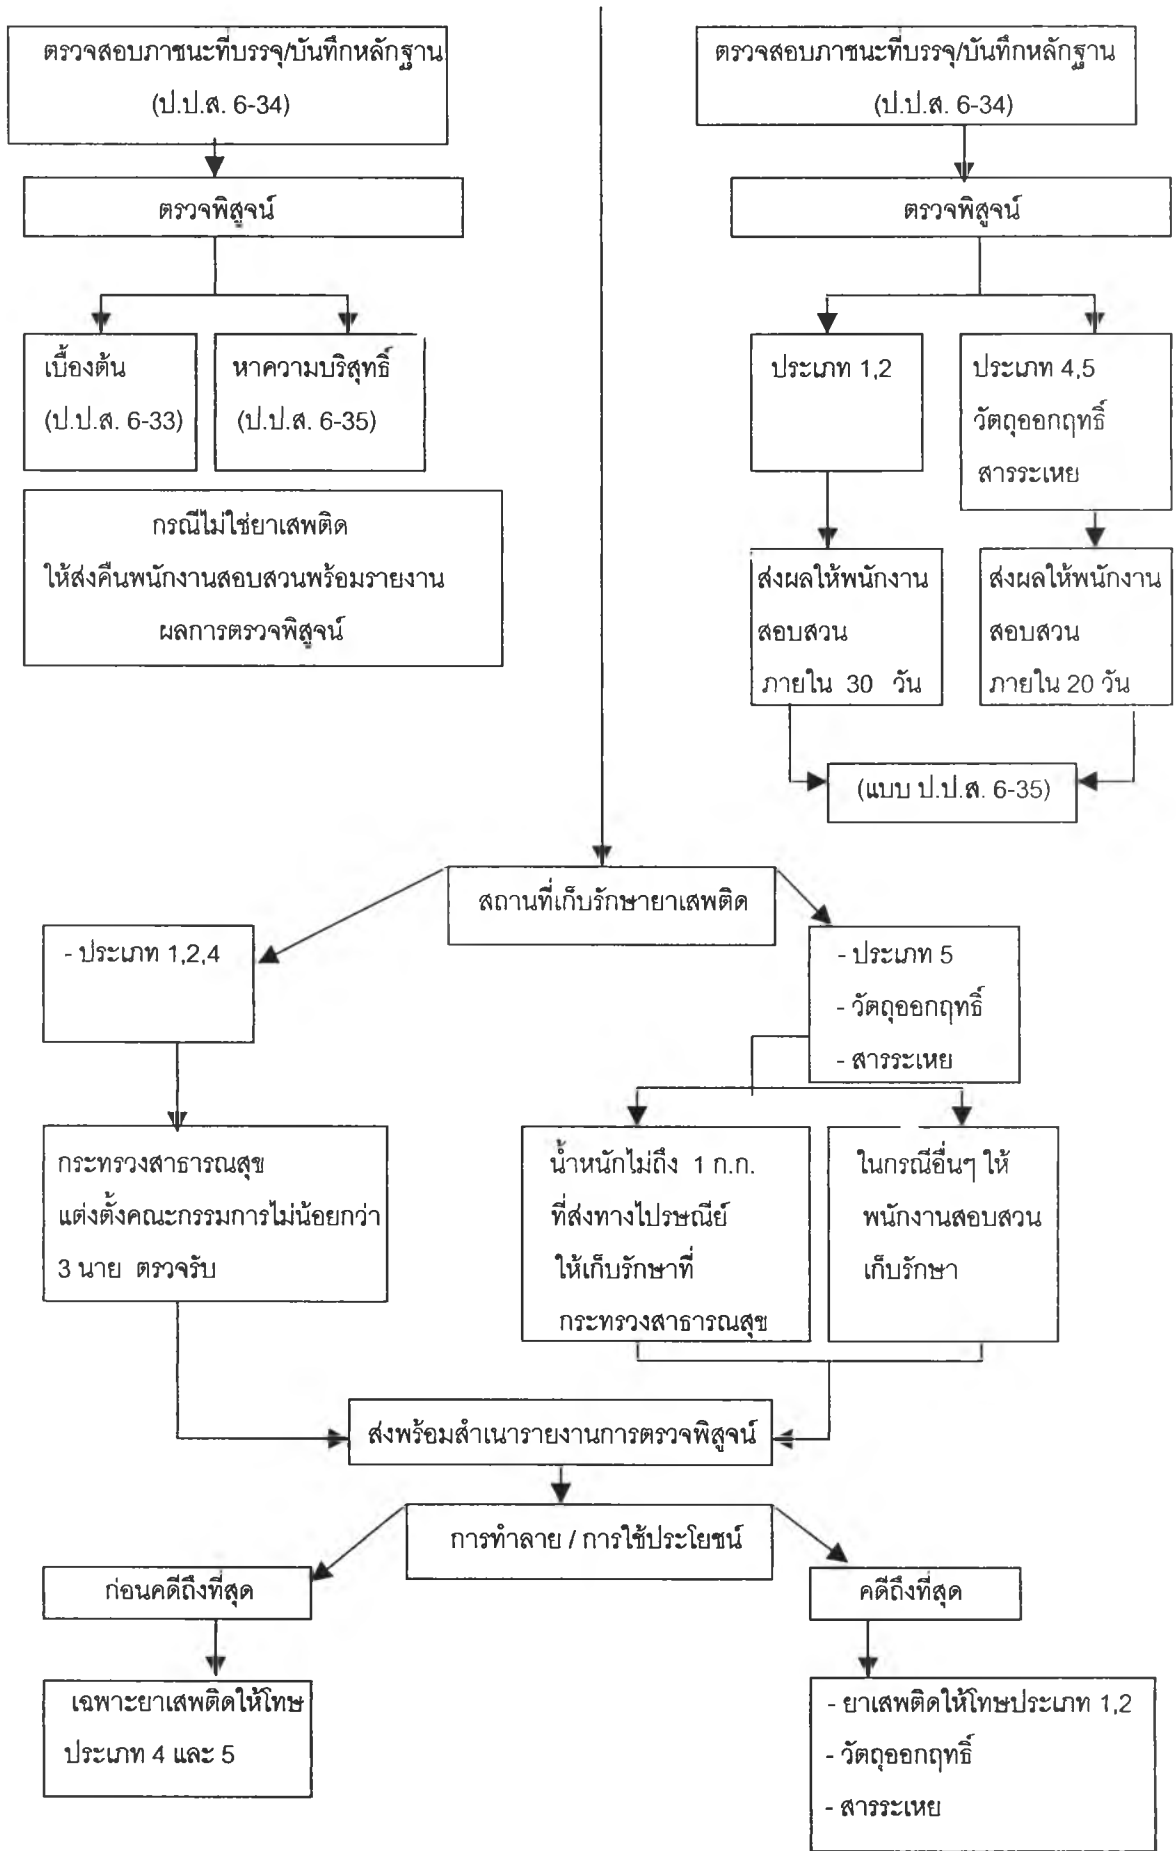 ตรวจสอบภาชนะที่บรรจุ/บันทึกหลักฐาน
(ป.ป.ส. 6-34)
ตรวจพิสูจน์
เบื้องต้น
(ป.ป.ส. 6-33)
หาความบริสุทธิ์
(ป.ป.ส. 6-35)
กรณีไม่ใช่ยาเสพติด
ให้ส่งคืนพนักงานสอบสวนพร้อมรายงาน
ผลการตรวจพิสูจน์
ตรวจสอบภาชนะที่บรรจุ/บันทึกหลักฐาน
(ป.ป.ส. 6-34)
ตรวจพิสูจน์
ประเภท 1,2
ประเภท 4,5
วัตถุออกฤทธิ์
สารระเหย
ส่งผลให้พนักงาน
สอบสวน
ภายใน 30 วัน
ส่งผลให้พนักงาน
สอบสวน
ภายใน 20 วัน
(แบบ ป.ป.ส. 6-35)
สถานที่เก็บรักษายาเสพติด
- ประเภท 1,2,4
- ประเภท 5
- วัตถุออกฤทธิ์
- สารระเหย
กระทรวงสาธารณสุข
แต่งตั้งคณะกรรมการไม่น้อยกว่า
3 นาย ตรวจรับ
น้ำหนักไม่ถึง 1 ก.ก.
ที่ส่งทางไปรษณีย์
ให้เก็บรักษาที่
กระทรวงสาธารณสุข
ในกรณีอื่นๆ ให้
พนักงานสอบสวน
เก็บรักษา
ส่งพร้อมสำเนารายงานการตรวจพิสูจน์
การทำลาย / การใช้ประโยชน์
ก่อนคดีถึงที่สุด
คดีถึงที่สุด
เฉพาะยาเสพติดให้โทษ
ประเภท 4 และ 5
- ยาเสพติดให้โทษประเภท 1,2
- วัตถุออกฤทธิ์
- สารระเหย